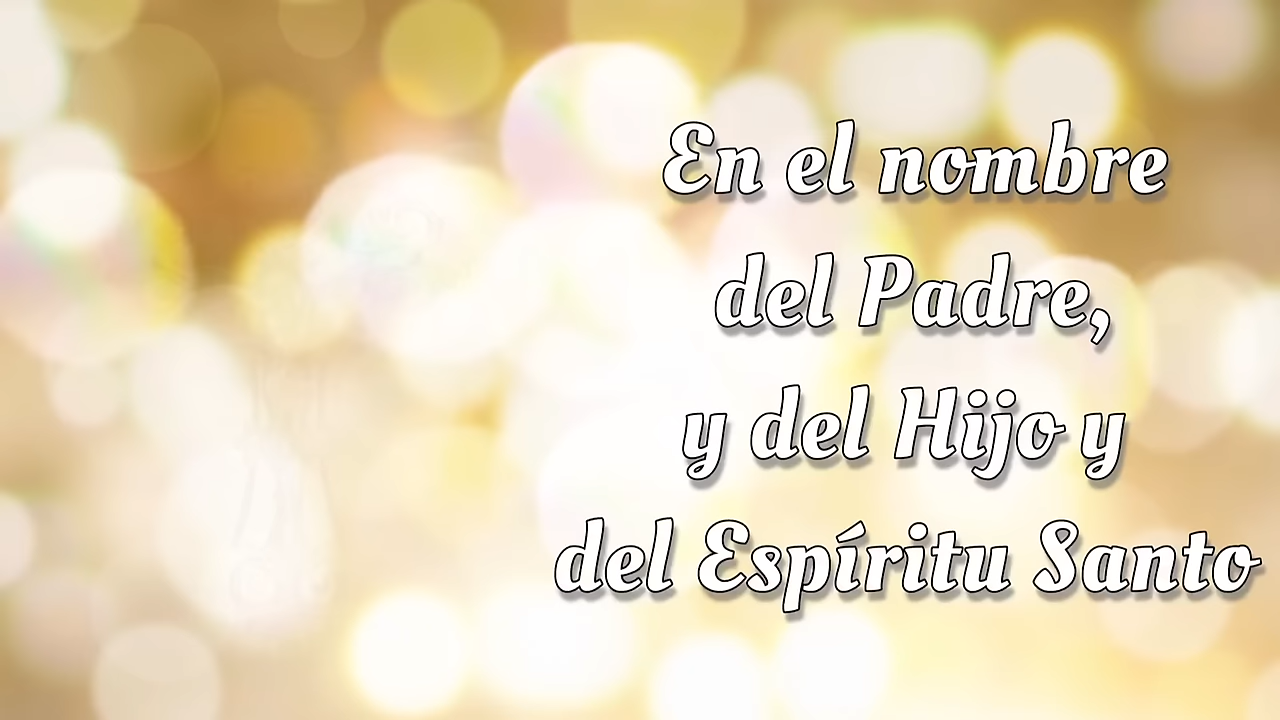 En el nombre
del Padre,
y del Hijo y
del Espíritu Santo